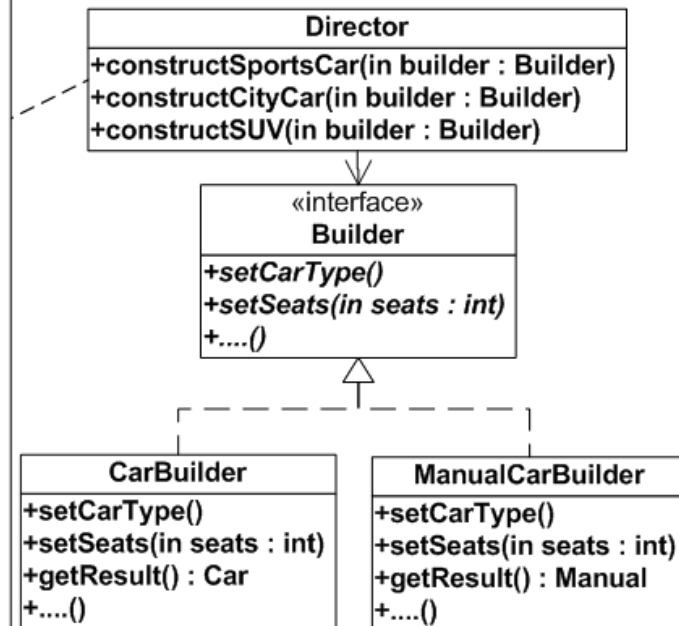 Director
+constructSportsCar(in builder : Builder)
+constructCityCar(in builder : Builder)
+constructSUV(in builder : Builder)
«interface»
Builder
+setCarType()
+setSeats(in seats : int)
+....()
CarBuilder
+setCarType()
+setSeats(in seats : int)
+getResult() : Car
+....()
ManualCarBuilder
+setCarType()
+setSeats(in seats : int)
+getResult() : Manual
+....()